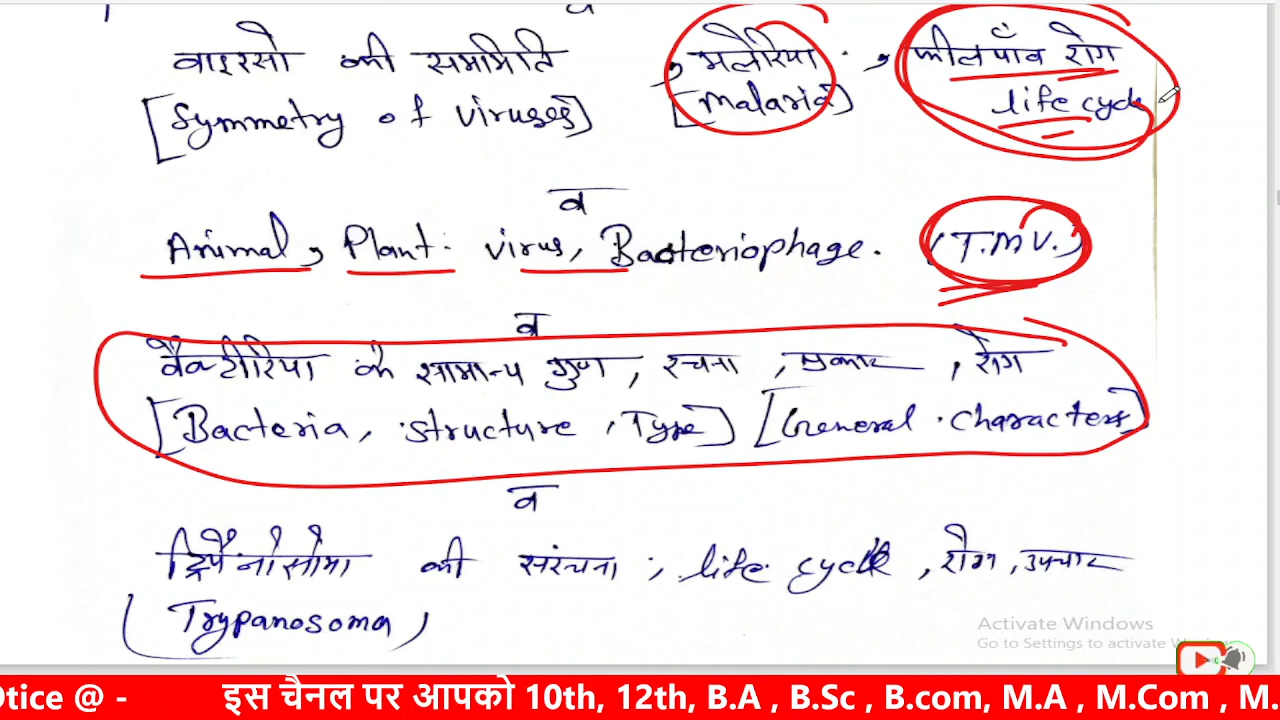 वाइरसो की सममिति , मलेरिया , फीलपाँव रोग
[Symmetry of viruses] [Malaria] life cycle
व
Animal, Plant virus, Bacteriophage. (T.M.V.)
व
बैक्टीरिया के सामान्य गुण , रचना , प्रकार , रोग
[Bacteria, structure, Type] [General characters]
व
ट्रिपैनोसोमा की संरचना , life cycle , रोग , उपचार
(Trypanosoma)
Activate Windows
Go to Settings to activate
otice @ - इस चैनल पर आपको 10th, 12th, B.A , B.Sc , B.com, M.A , M.Com , M.